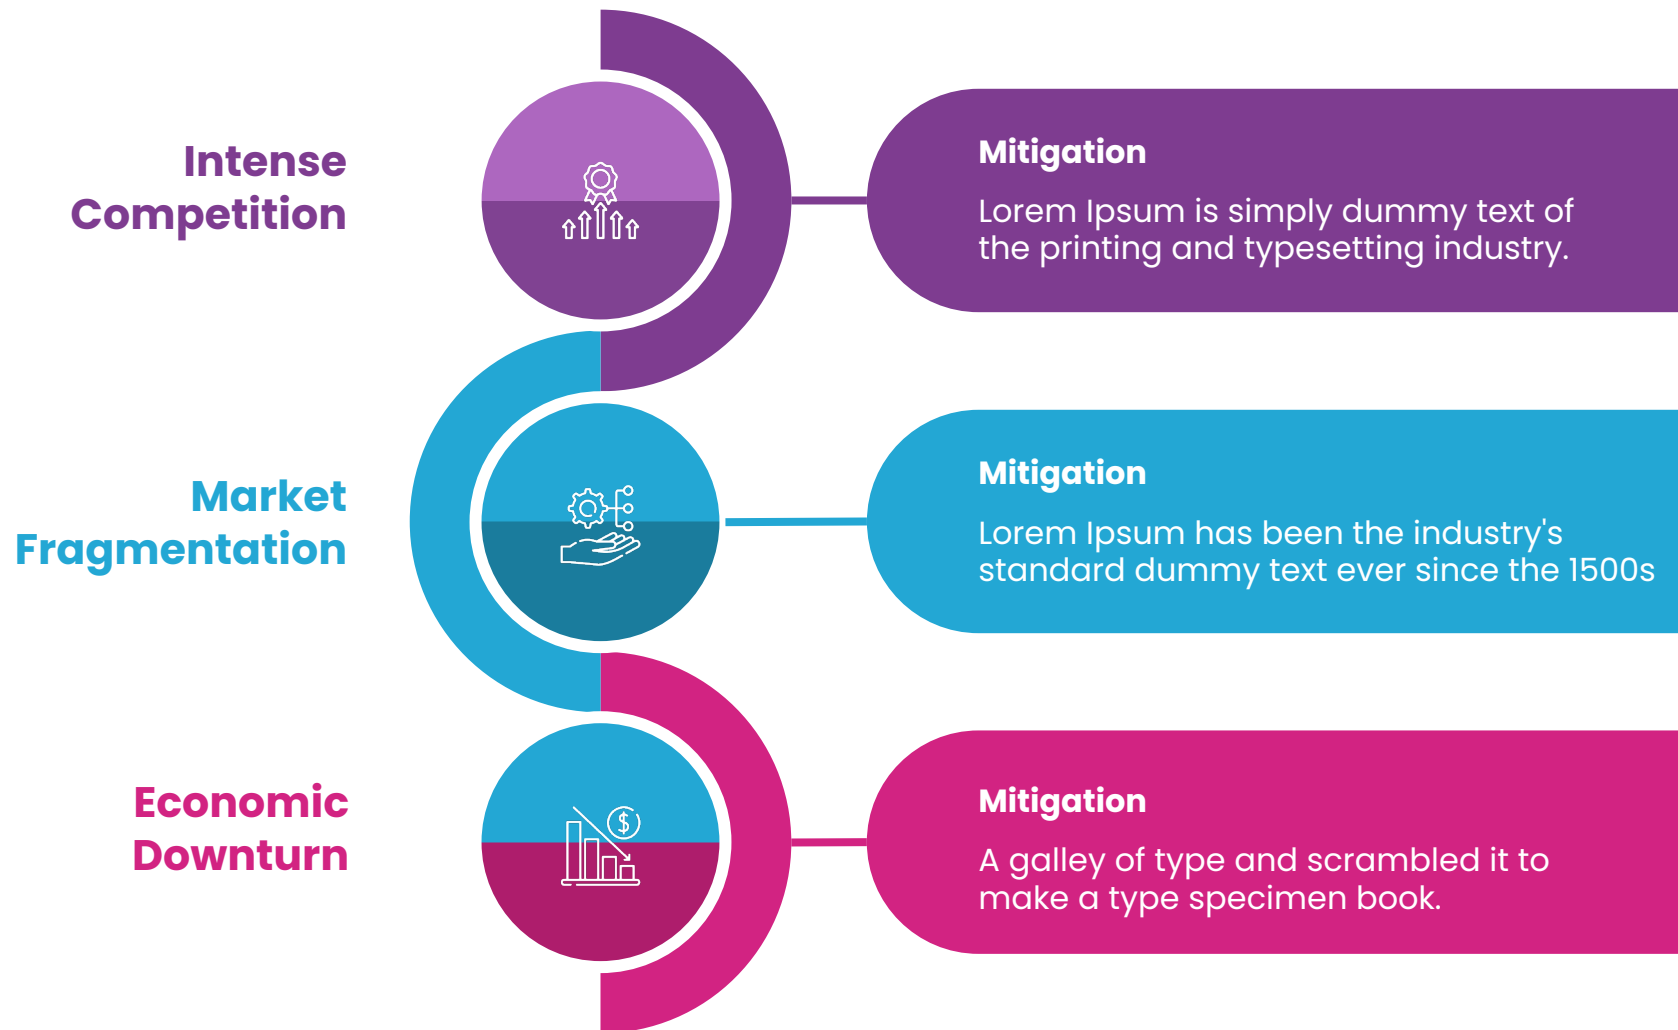 Intense
Competition
Mitigation
Lorem Ipsum is simply dummy text of
the printing and typesetting industry.
Market
Fragmentation
Mitigation
Lorem Ipsum has been the industry's
standard dummy text ever since the 1500s
Economic
Downturn
$
Mitigation
A galley of type and scrambled it to
make a type specimen book.